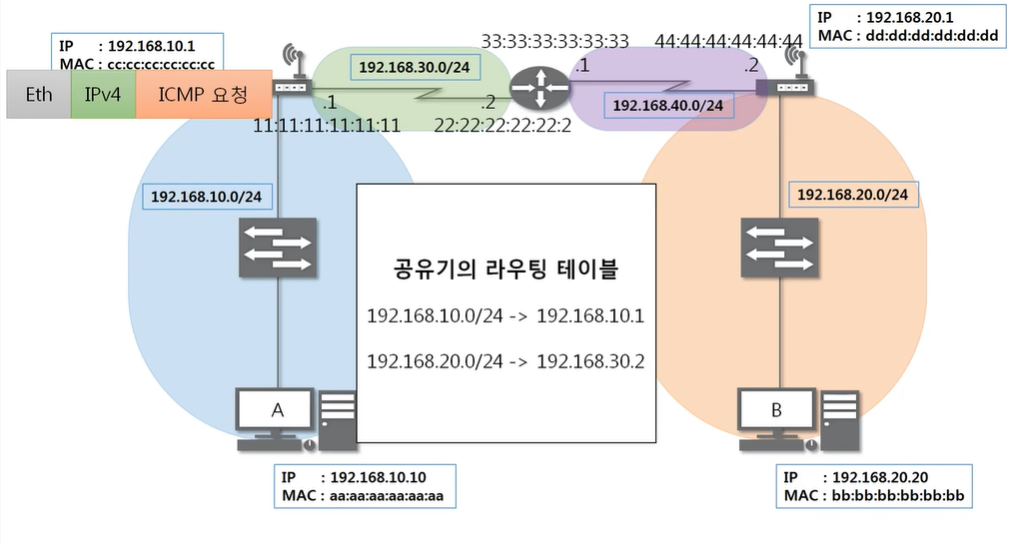 IP : 192.168.20.1
MAC : dd:dd:dd:dd:dd:dd
IP : 192.168.10.1
MAC : cc:cc:cc:cc:cc:cc
33:33:33:33:33:33
44:44:44:44:44:44
192.168.30.0/24
.1
.2
Eth
IPv4
ICMP 요청
.1
.2
192.168.40.0/24
11:11:11:11:11:11
22:22:22:22:22:2
192.168.10.0/24
192.168.20.0/24
공유기의 라우팅 테이블
192.168.10.0/24 -> 192.168.10.1
192.168.20.0/24 -> 192.168.30.2
A
B
IP : 192.168.10.10
MAC : aa:aa:aa:aa:aa:aa
IP : 192.168.20.20
MAC : bb:bb:bb:bb:bb:bb